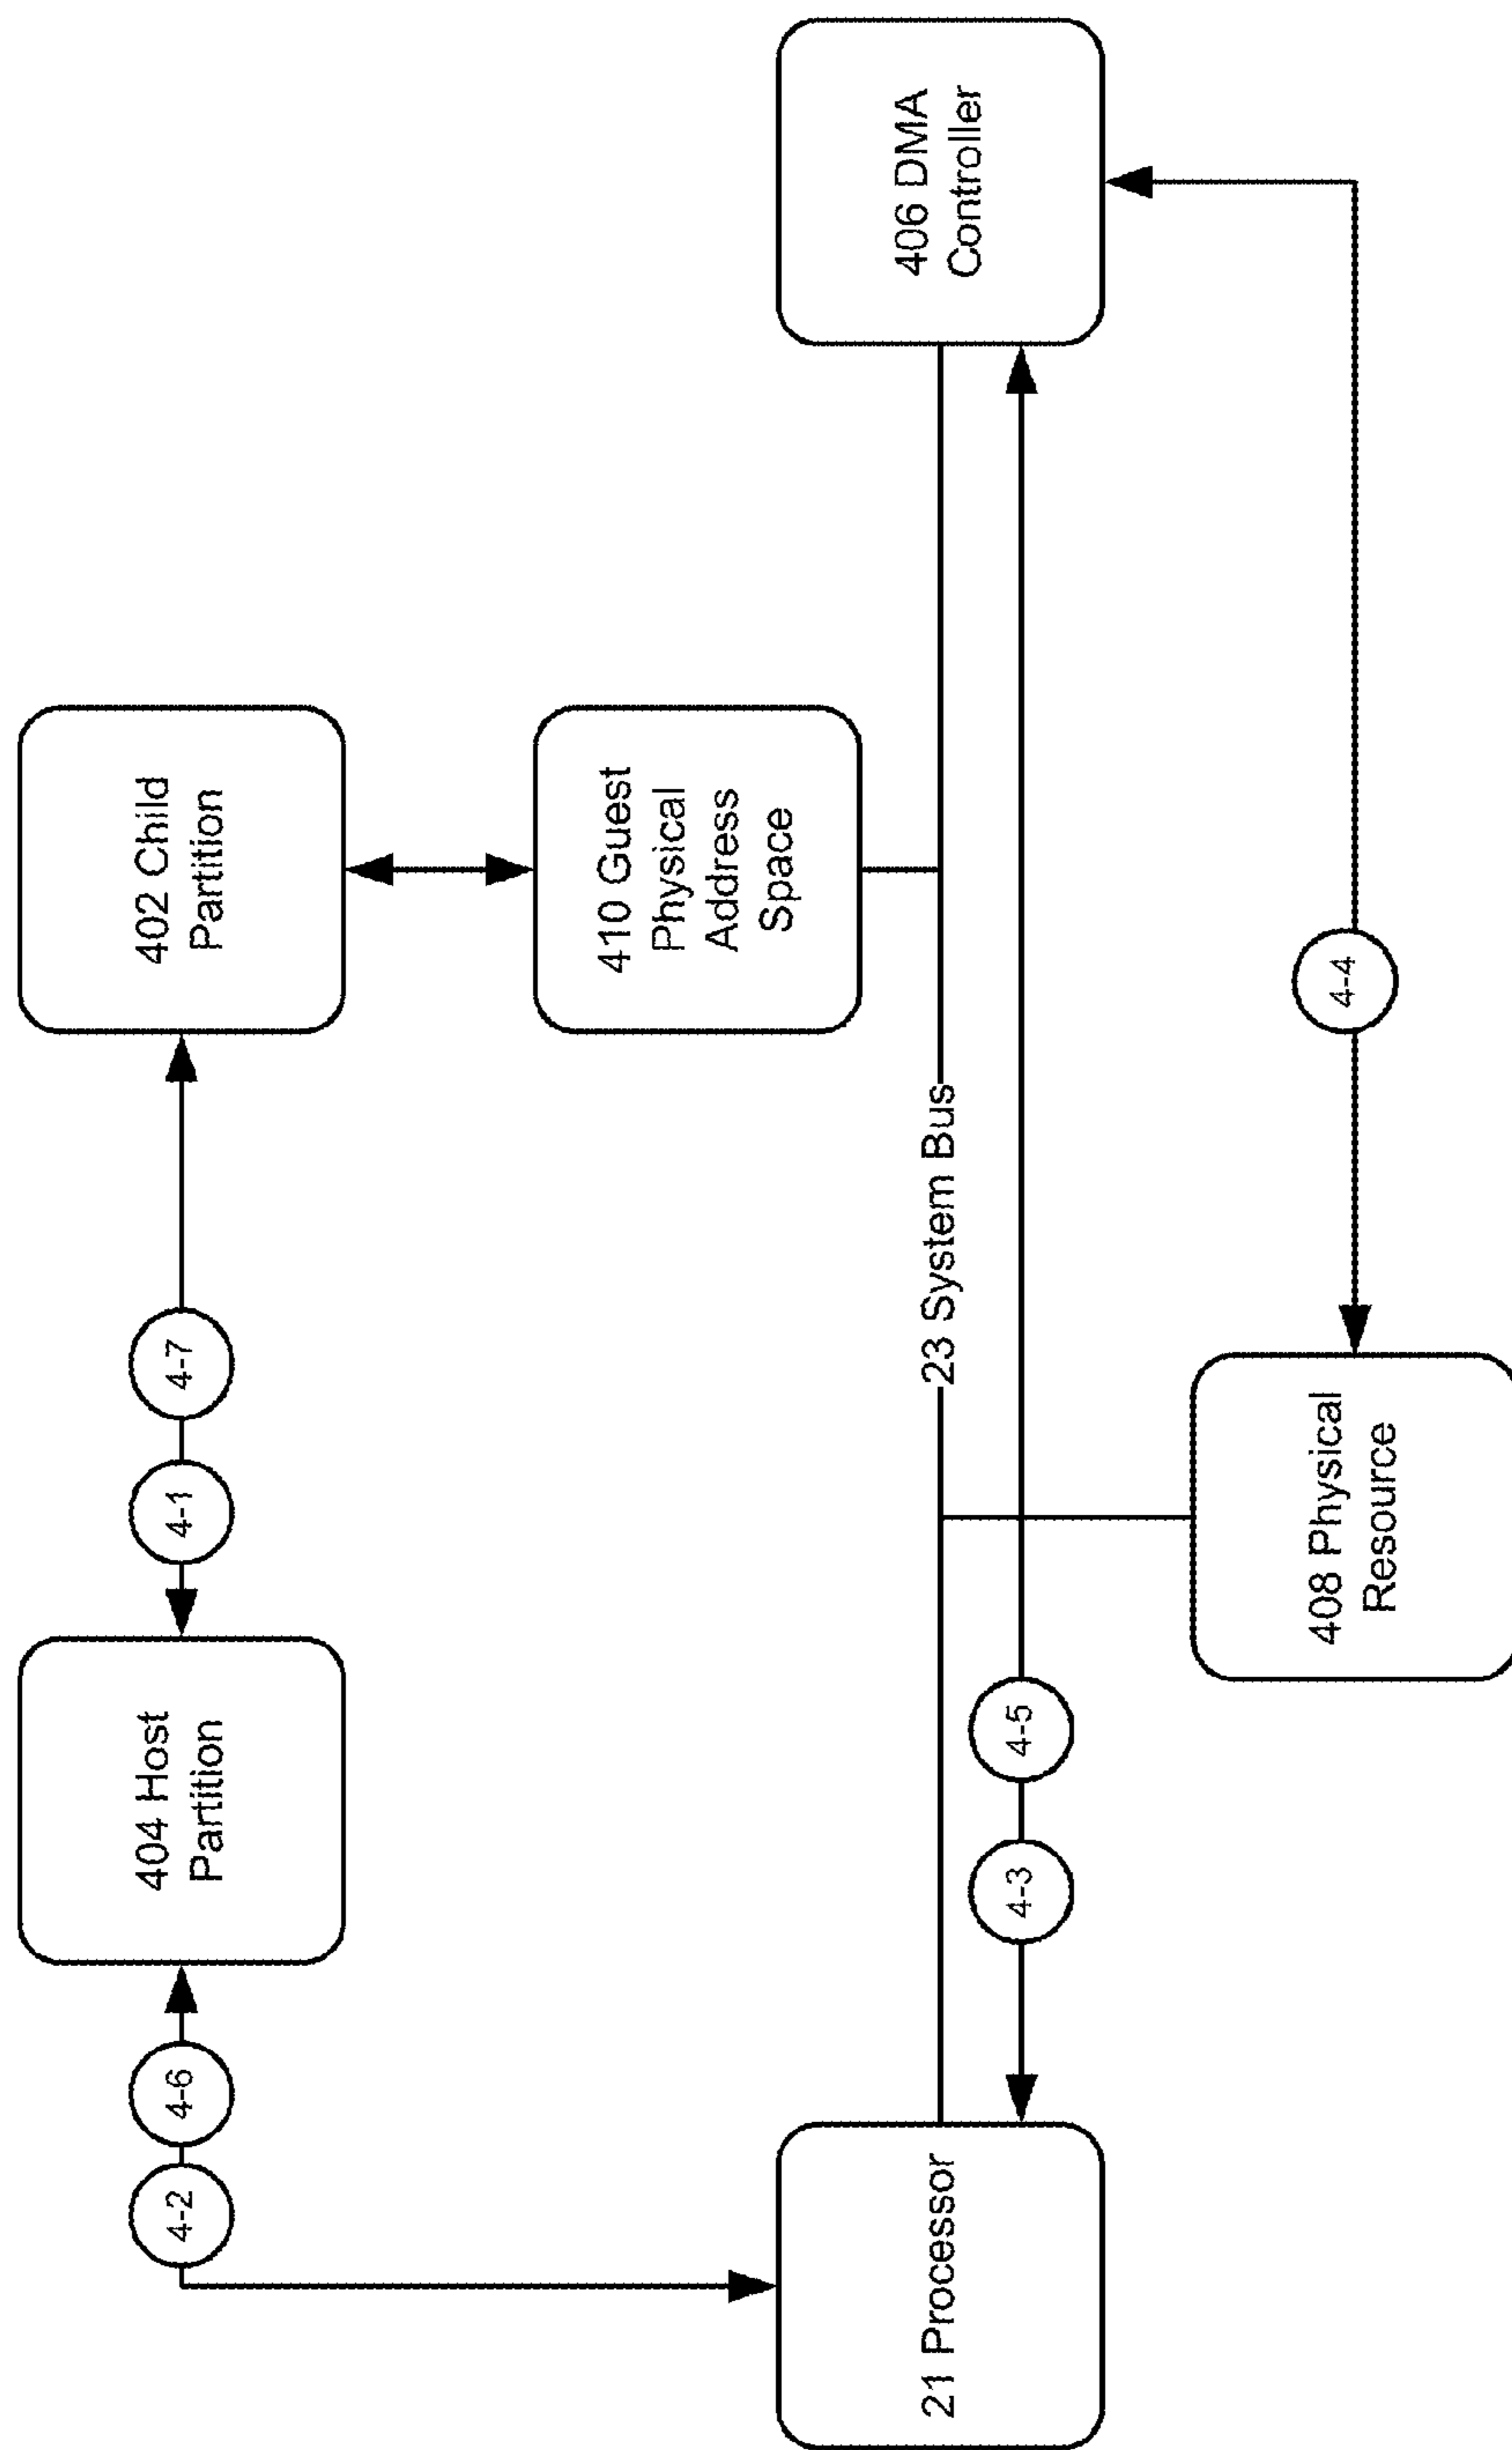 4-2
4-6
404 Host
Partition
4-1
4-7
402 Child
Partition
410 Guest
Physical
Address
Space
21 Processor
23 System Bus
406 DMA
Controller
4-3
4-5
408 Physical
Resource
4-4